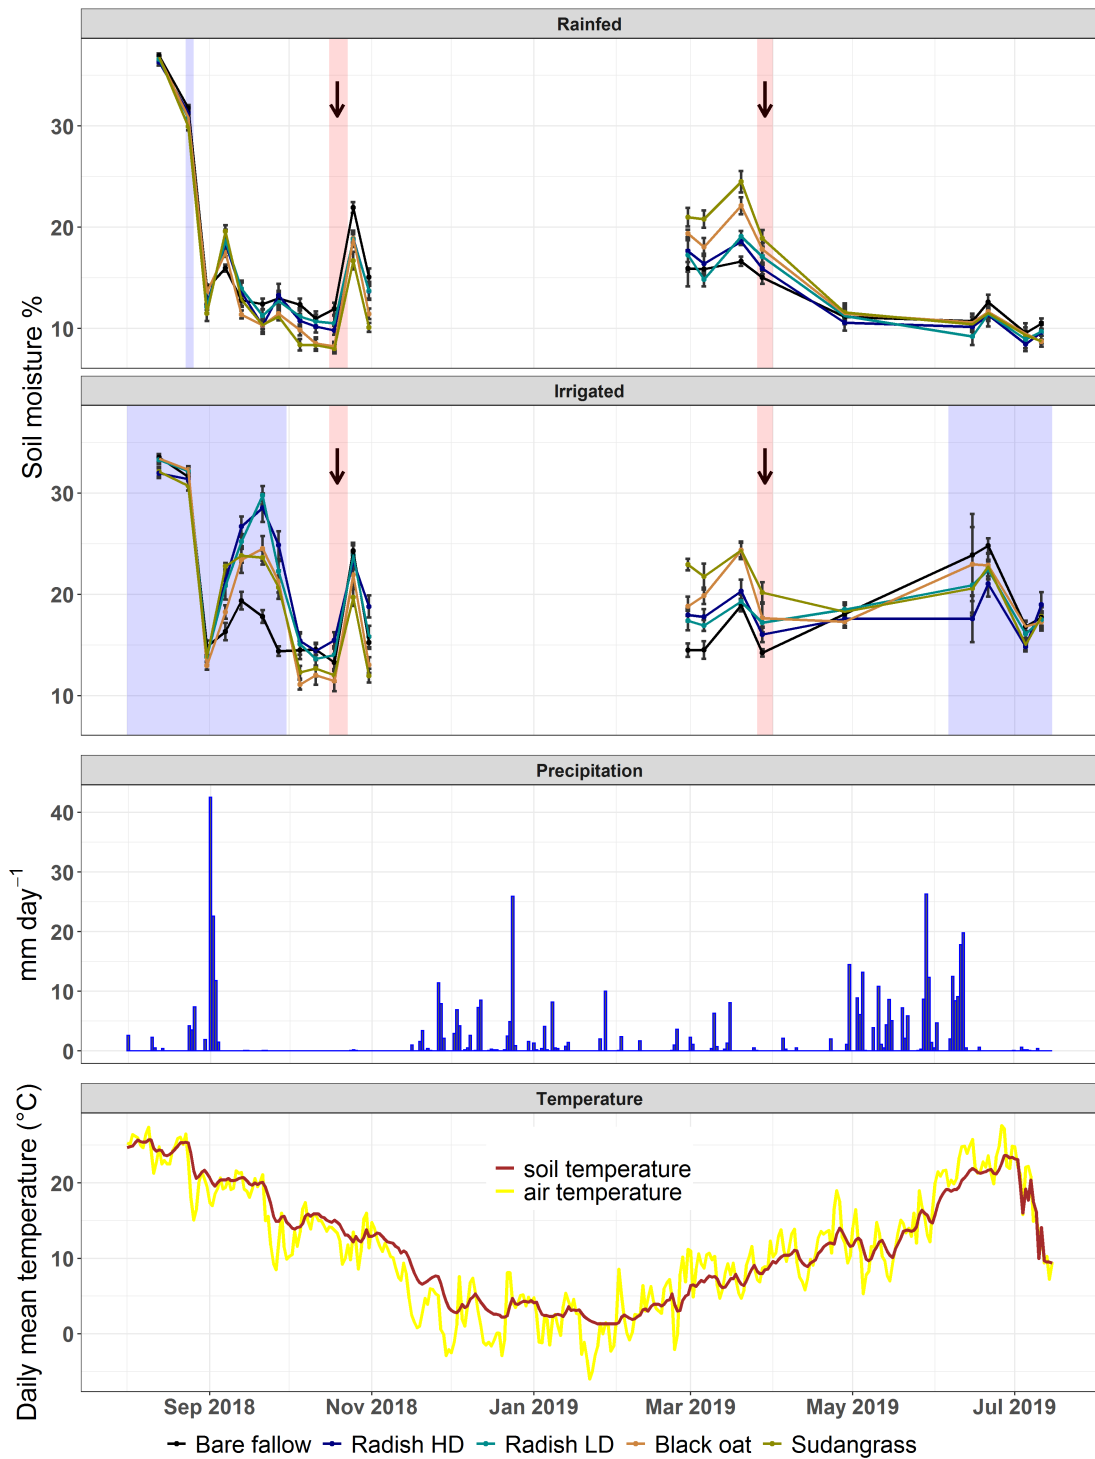 Rainfed
30
20
10
Soil moisture %
Irrigated
30
20
10
Precipitation
40
30
20
10
0
mm day⁻¹
Temperature
20
10
0
Daily mean temperature (°C)
soil temperature
air temperature
Sep 2018 Nov 2018 Jan 2019 Mar 2019 May 2019 Jul 2019
Bare fallow Radish HD Radish LD Black oat Sudangrass